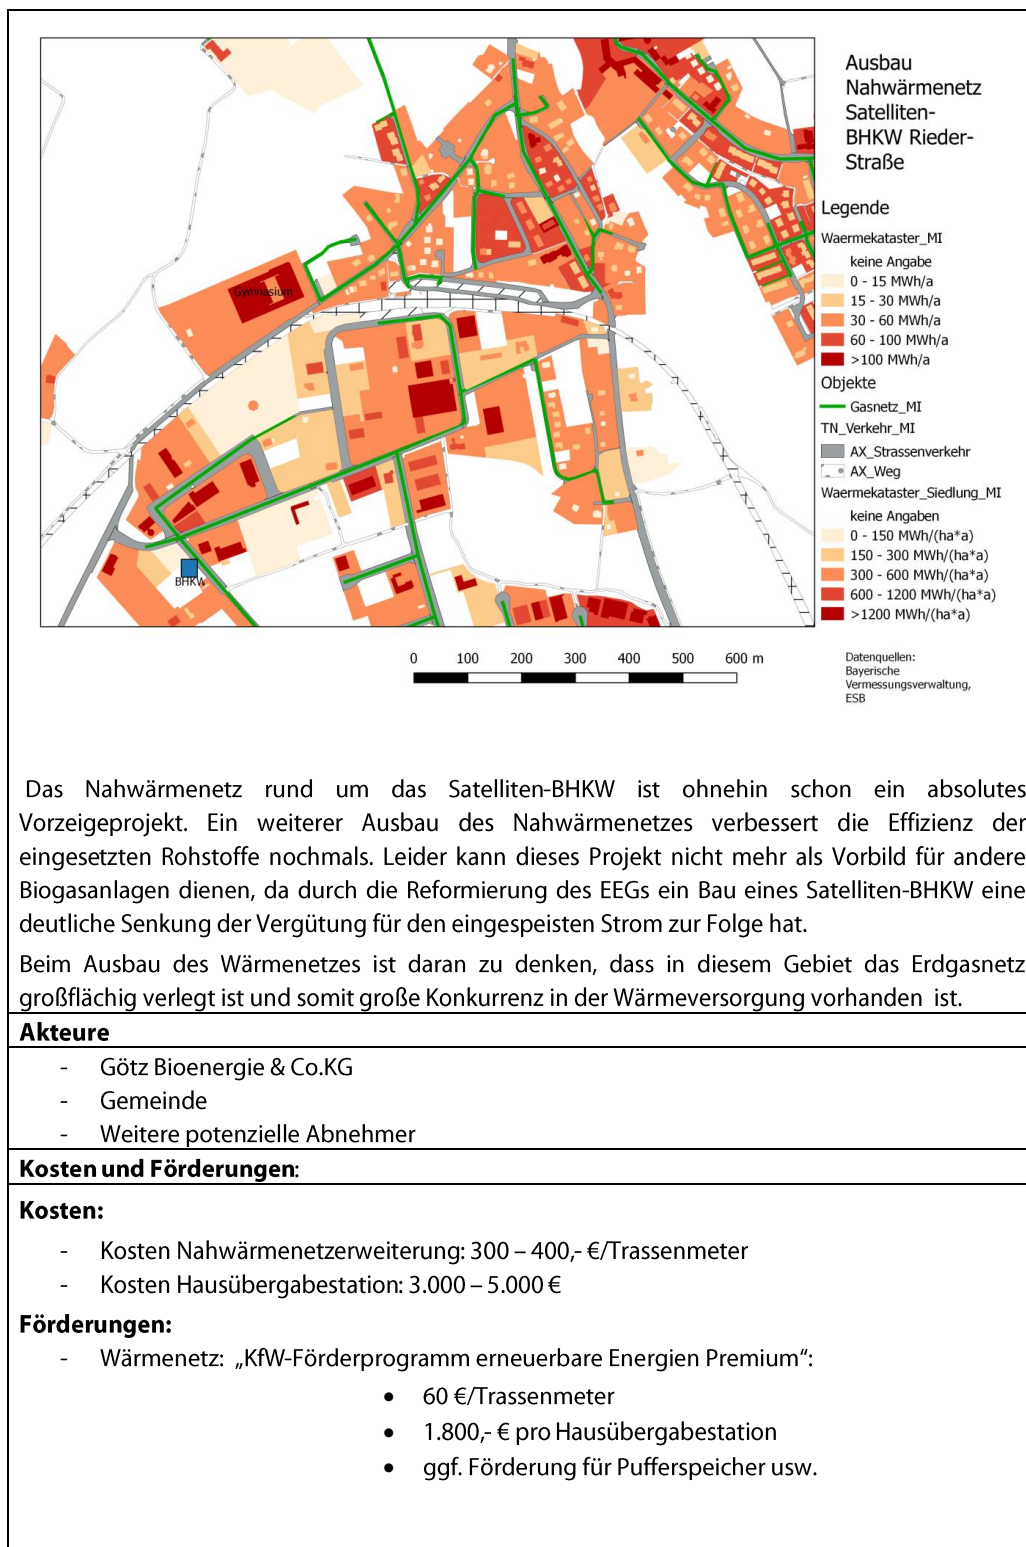 Ausbau
Nahwärmenetz
Satelliten-
BHKW Rieder-
Straße
Legende
Waermekataster_MI
keine Angabe
0 - 15 MWh/a
15 - 30 MWh/a
30 - 60 MWh/a
60 - 100 MWh/a
>100 MWh/a
Objekte
Gasnetz_MI
TN_Verkehr_MI
AX_Strassenverkehr
AX_Weg
Waermekataster_Siedlung_MI
keine Angaben
0 - 150 MWh/(ha*a)
150 - 300 MWh/(ha*a)
300 - 600 MWh/(ha*a)
600 - 1200 MWh/(ha*a)
>1200 MWh/(ha*a)
Gymnasium
BHKW
0 100 200 300 400 500 600 m
Datenquellen:
Bayerische
Vermessungsverwaltung,
ESB
Das Nahwärmenetz rund um das Satelliten-BHKW ist ohnehin schon ein absolutes
Vorzeigeprojekt. Ein weiterer Ausbau des Nahwärmenetzes verbessert die Effizienz der
eingesetzten Rohstoffe nochmals. Leider kann dieses Projekt nicht mehr als Vorbild für andere
Biogasanlagen dienen, da durch die Reformierung des EEGs ein Bau eines Satelliten-BHKW eine
deutliche Senkung der Vergütung für den eingespeisten Strom zur Folge hat.
Beim Ausbau des Wärmenetzes ist daran zu denken, dass in diesem Gebiet das Erdgasnetz
großflächig verlegt ist und somit große Konkurrenz in der Wärmeversorgung vorhanden ist.
Akteure
- Götz Bioenergie & Co.KG
- Gemeinde
- Weitere potenzielle Abnehmer
Kosten und Förderungen:
Kosten:
- Kosten Nahwärmenetzerweiterung: 300 – 400,- €/Trassenmeter
- Kosten Hausübergabestation: 3.000 – 5.000 €
Förderungen:
- Wärmenetz: „KfW-Förderprogramm erneuerbare Energien Premium“:
• 60 €/Trassenmeter
• 1.800,- € pro Hausübergabestation
• ggf. Förderung für Pufferspeicher usw.